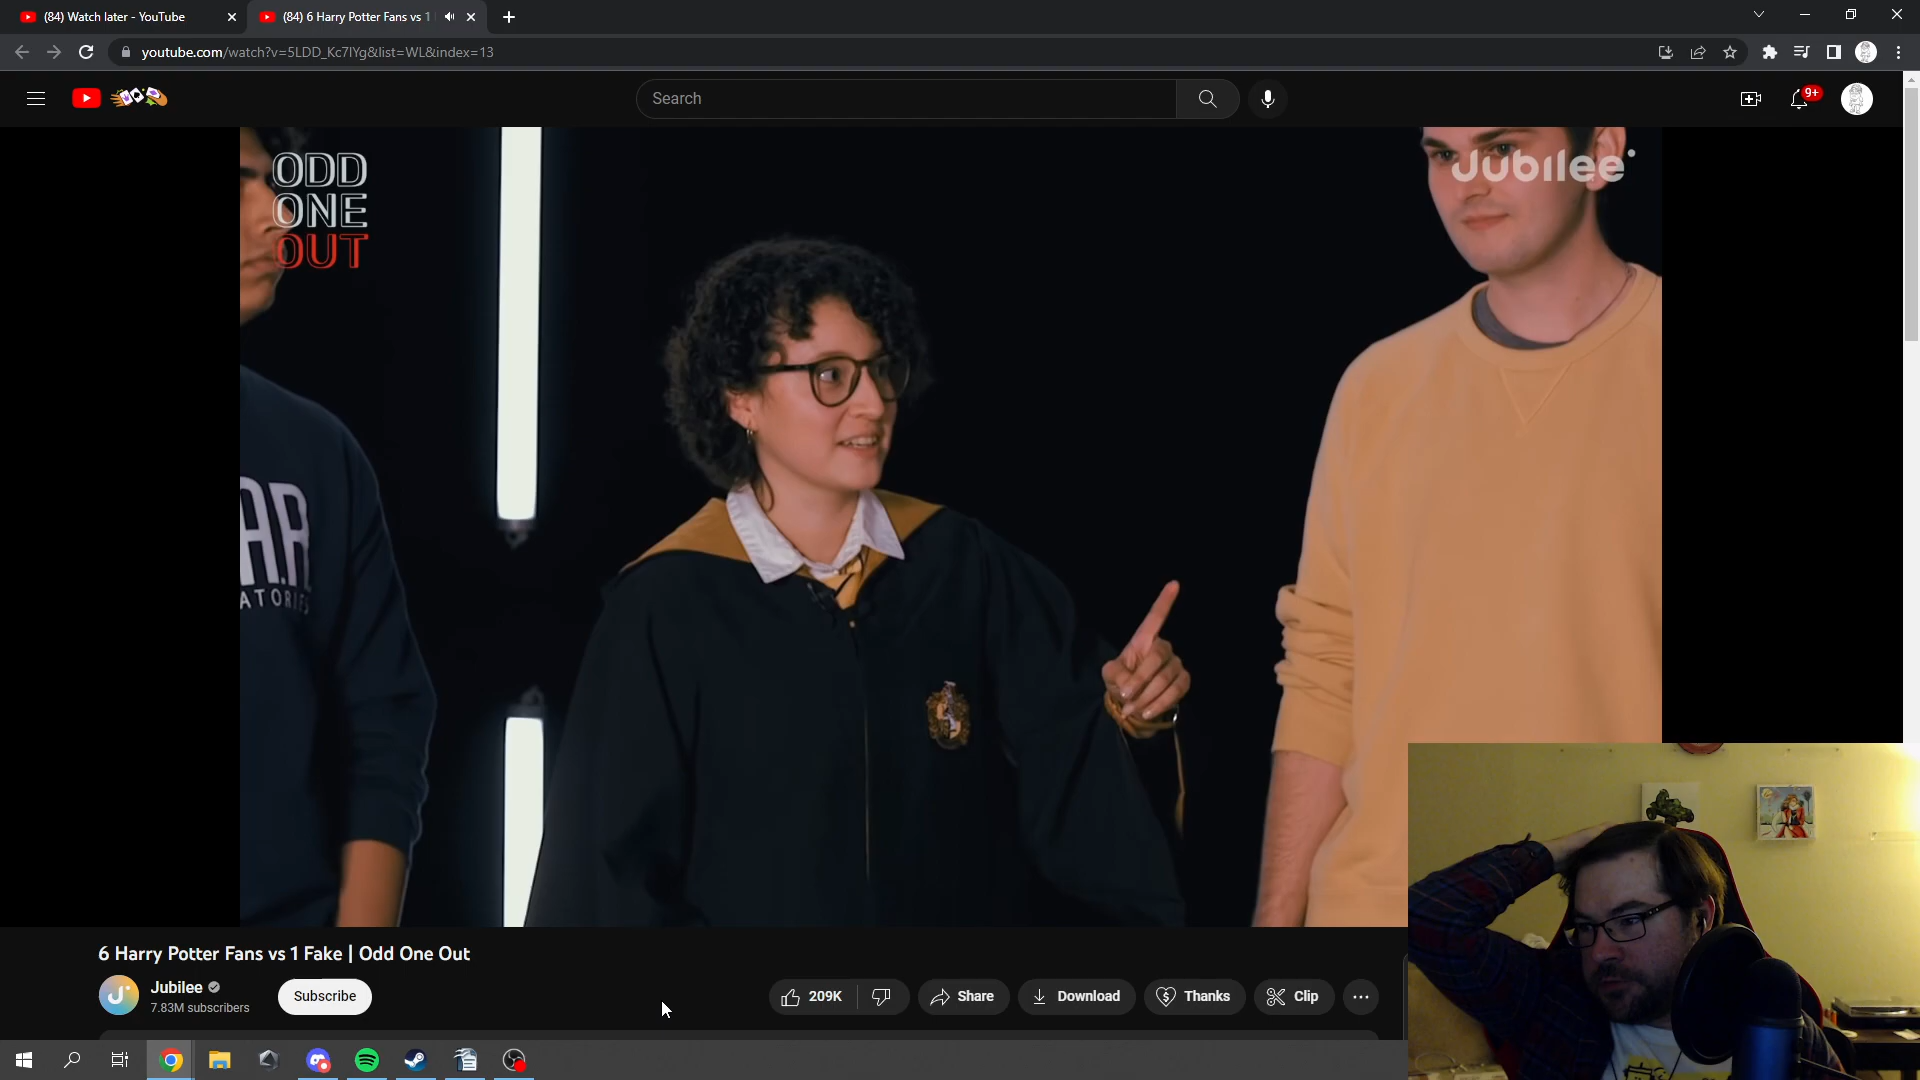 (84) Watch later - YouTube
(84) 6 Harry Potter Fans vs 1
youtube.com/watch?v=5LDD_Kc7lYg&list=WL&index=13
Search
9+
ODD
ONE
OUT
Jubilee
A.R
ATORIES
6 Harry Potter Fans vs 1 Fake | Odd One Out
Jubilee
7.83M subscribers
Subscribe
209K
Share
Download
Thanks
Clip